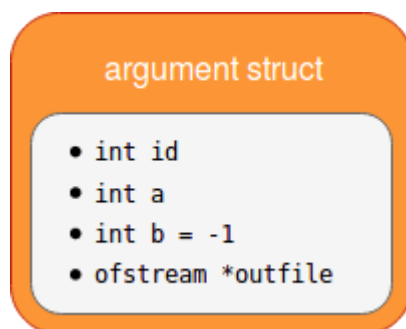 argument struct
• int id
• int a
• int b = -1
• ofstream *outfile